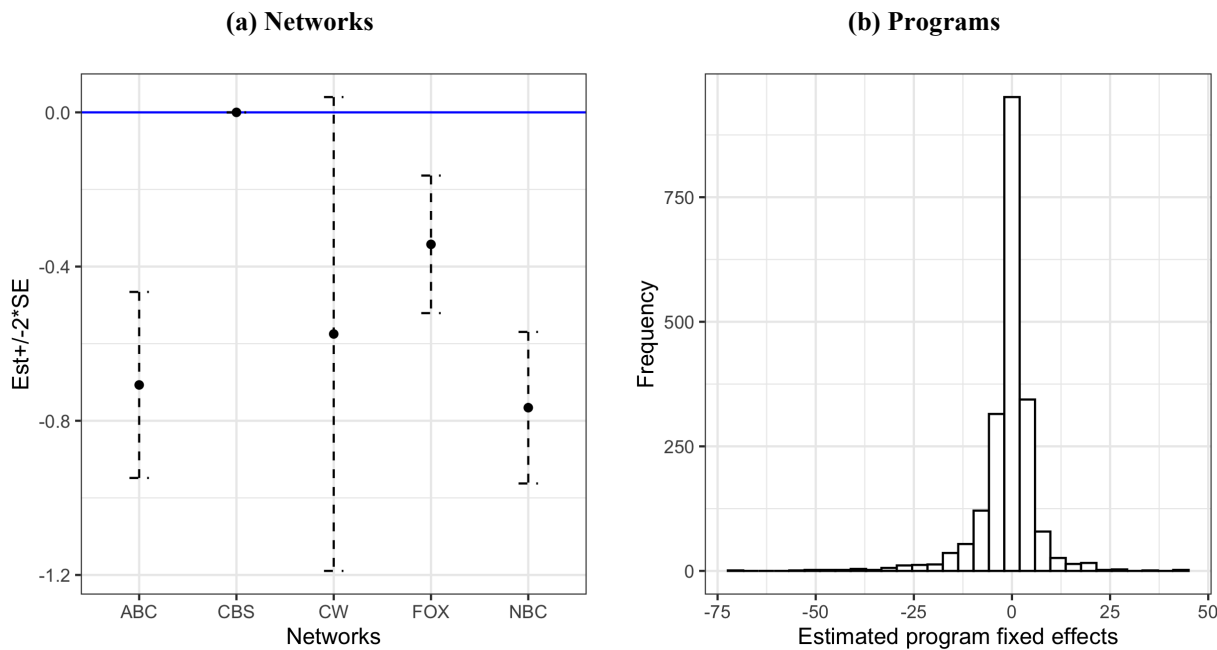 (a) Networks
(b) Programs
Est+/-2*SE
0.0
-0.4
-0.8
-1.2
ABC CBS CW FOX NBC
Networks
Frequency
750
500
250
0
-75 -50 -25 0 25 50
Estimated program fixed effects